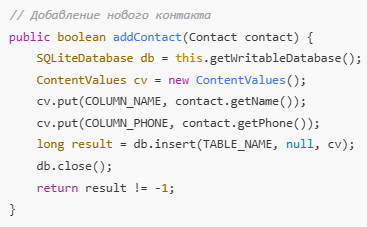 // Добавление нового контакта
public boolean addContact(Contact contact) {
    SQLiteDatabase db = this.getWritableDatabase();
    ContentValues cv = new ContentValues();
    cv.put(COLUMN_NAME, contact.getName());
    cv.put(COLUMN_PHONE, contact.getPhone());
    long result = db.insert(TABLE_NAME, null, cv);
    db.close();
    return result != -1;
}